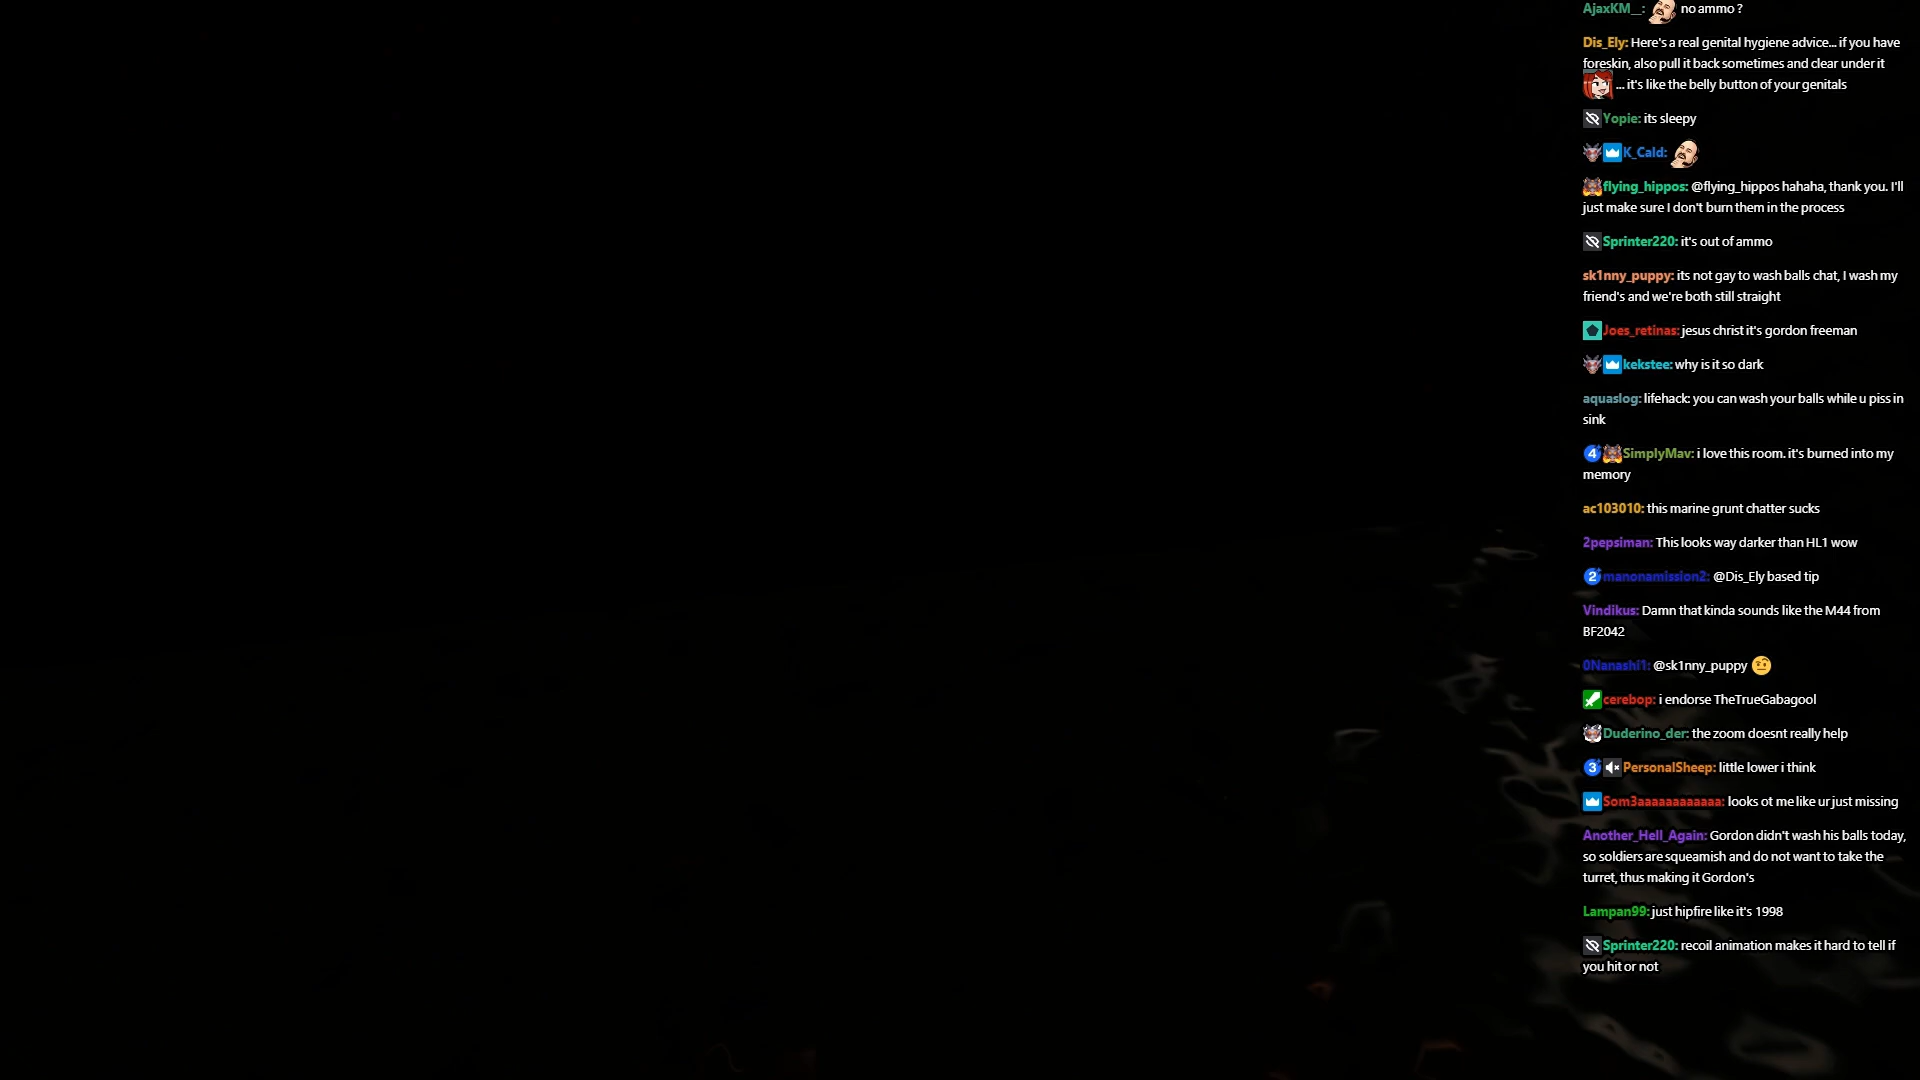 AjaxKM__: no ammo ?
Dis_Ely: Here's a real genital hygiene advice... if you have
foreskin, also pull it back sometimes and clear under it
... it's like the belly button of your genitals
Yopie: its sleepy
K_Cald:
flying_hippos: @flying_hippos hahaha, thank you. I'll
just make sure I don't burn them in the process
Sprinter220: it's out of ammo
sk1nny_puppy: its not gay to wash balls chat, I wash my
friend's and we're both still straight
Joes_retinas: jesus christ it's gordon freeman
kekstee: why is it so dark
aquaslog: lifehack: you can wash your balls while u piss in
sink
4 SimplyMav: i love this room. it's burned into my
memory
ac103010: this marine grunt chatter sucks
2pepsiman: This looks way darker than HL1 wow
2 manonamission2: @Dis_Ely based tip
Vindikus: Damn that kinda sounds like the M44 from
BF2042
0Nanashi1: @sk1nny_puppy 🤨
cerebop: i endorse TheTrueGabagool
Duderino_der: the zoom doesnt really help
3 PersonalSheep: little lower i think
Som3aaaaaaaaaaaa: looks ot me like ur just missing
Another_Hell_Again: Gordon didn't wash his balls today,
so soldiers are squeamish and do not want to take the
turret, thus making it Gordon's
Lampan99: just hipfire like it's 1998
Sprinter220: recoil animation makes it hard to tell if
you hit or not